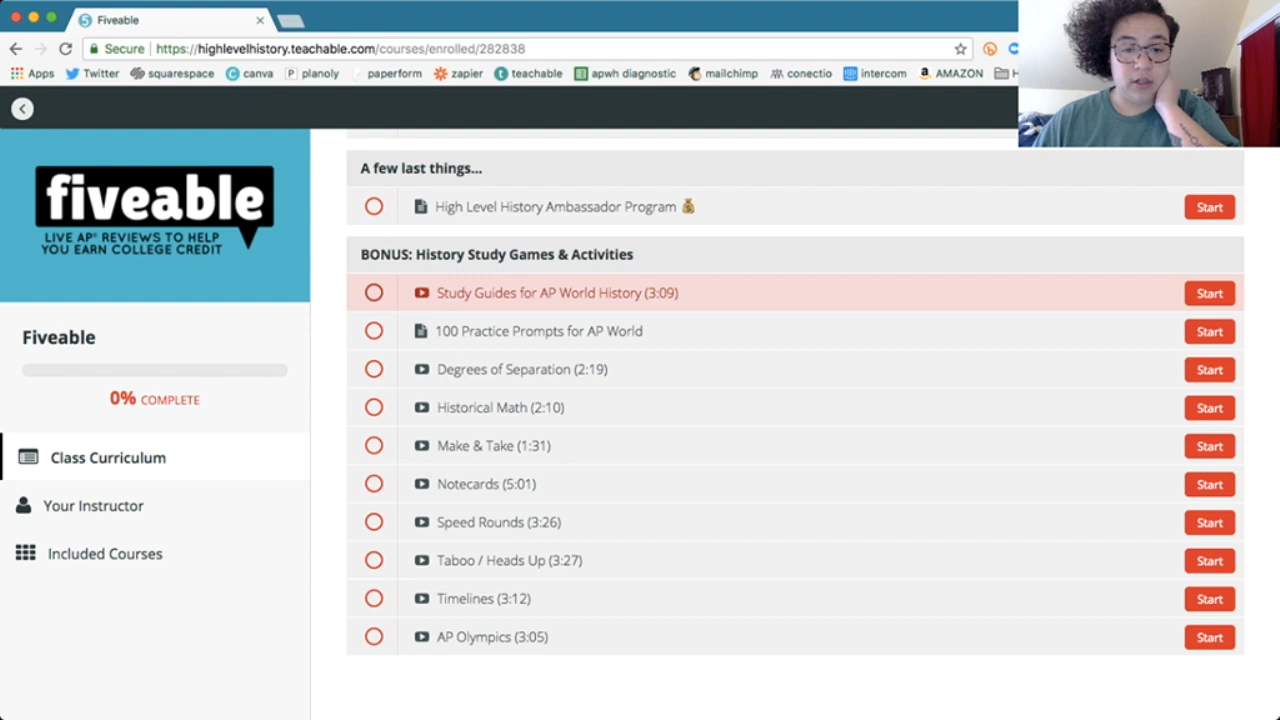 Fiveable
Secure https://highlevelhistory.teachable.com/courses/enrolled/282838
Apps Twitter squarespace canva planoly paperform zapier teachable apwh diagnostic mailchimp conectio intercom AMAZON H
fiveable
LIVE AP® REVIEWS TO HELP
YOU EARN COLLEGE CREDIT
Fiveable
0% COMPLETE
Class Curriculum
Your Instructor
Included Courses
A few last things...
High Level History Ambassador Program Start
BONUS: History Study Games & Activities
Study Guides for AP World History (3:09) Start
100 Practice Prompts for AP World Start
Degrees of Separation (2:19) Start
Historical Math (2:10) Start
Make & Take (1:31) Start
Notecards (5:01) Start
Speed Rounds (3:26) Start
Taboo / Heads Up (3:27) Start
Timelines (3:12) Start
AP Olympics (3:05) Start